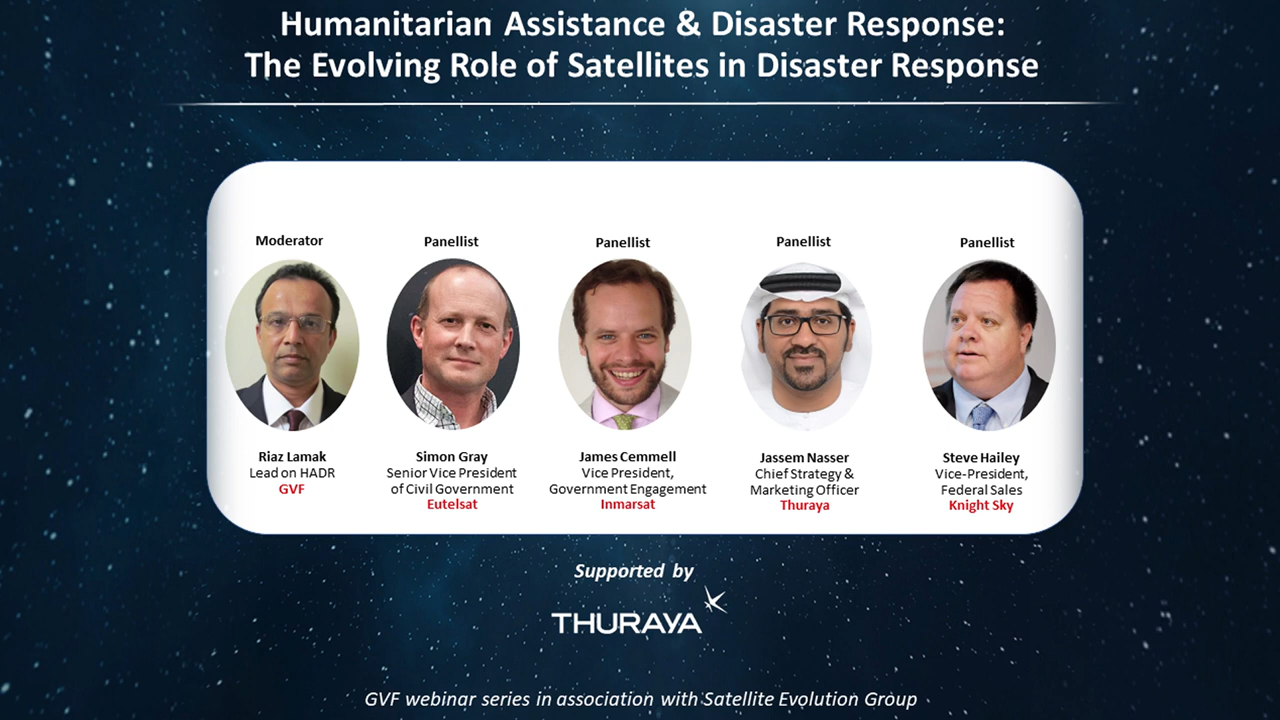 Humanitarian Assistance & Disaster Response:
The Evolving Role of Satellites in Disaster Response
Moderator
Panellist
Panellist
Panellist
Panellist
Riaz Lamak
Lead on HADR
GVF
Simon Gray
Senior Vice President
of Civil Government
Eutelsat
James Cemmell
Vice President,
Government Engagement
Inmarsat
Jassem Nasser
Chief Strategy &
Marketing Officer
Thuraya
Steve Hailey
Vice-President,
Federal Sales
Knight Sky
Supported by
THURAYA
GVF webinar series in association with Satellite Evolution Group